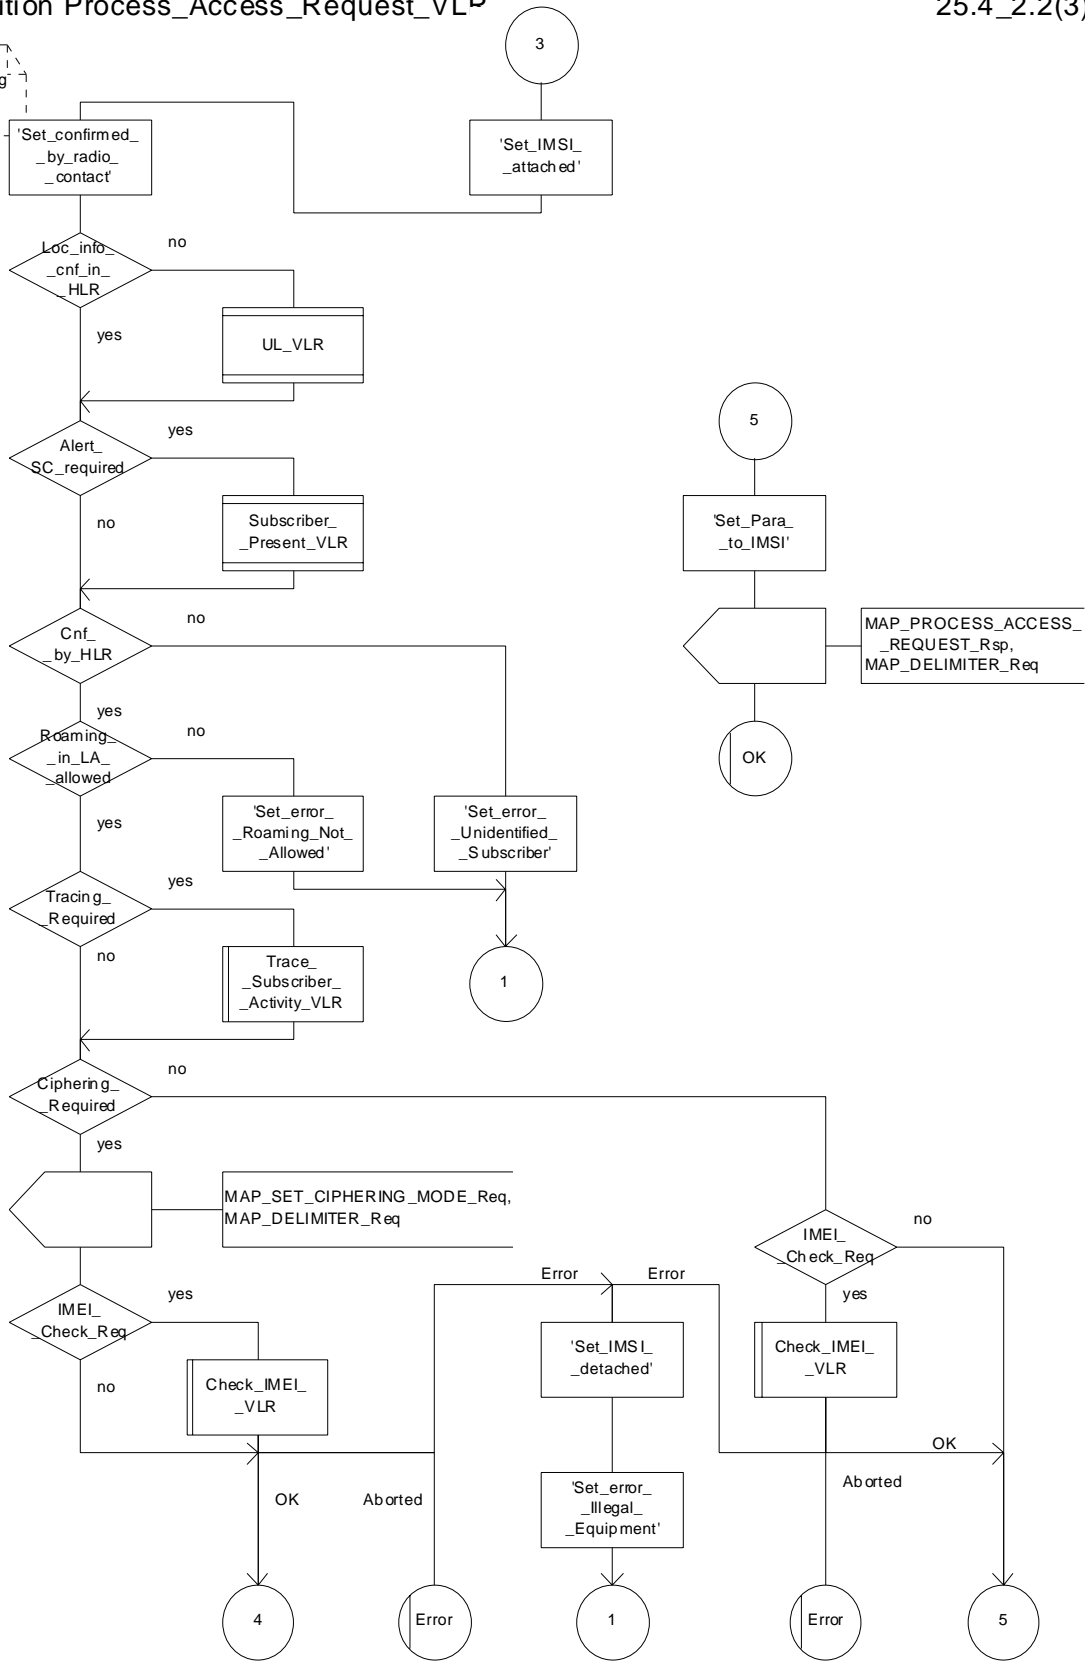 ition Process_Access_Request_VLR
25.4_2.2(3)
g
3
'Set_confirmed_
_by_radio_
_contact'
'Set_IMSI_
_attached'
Loc_info_
_cnf_in_
_HLR
no
yes
UL_VLR
Alert_
SC_required
yes
no
Subscriber_
_Present_VLR
5
'Set_Para_
_to_IMSI'
Cnf_
_by_HLR
no
yes
MAP_PROCESS_ACCESS_
_REQUEST_Rsp,
MAP_DELIMITER_Req
OK
Roaming_
_in_LA_
_allowed
no
yes
'Set_error_
_Roaming_Not_
_Allowed'
'Set_error_
_Unidentified_
_Subscriber'
Tracing_
_Required
yes
no
Trace_
_Subscriber_
_Activity_VLR
1
Ciphering_
_Required
no
yes
MAP_SET_CIPHERING_MODE_Req,
MAP_DELIMITER_Req
IMEI_
_Check_Req
no
yes
IMEI_
_Check_Req
yes
no
Error
Error
Check_IMEI_
_VLR
'Set_IMSI_
_detached'
Check_IMEI_
_VLR
OK
Aborted
OK
Aborted
'Set_error_
_Illegal_
_Equipment'
4
Error
1
Error
5